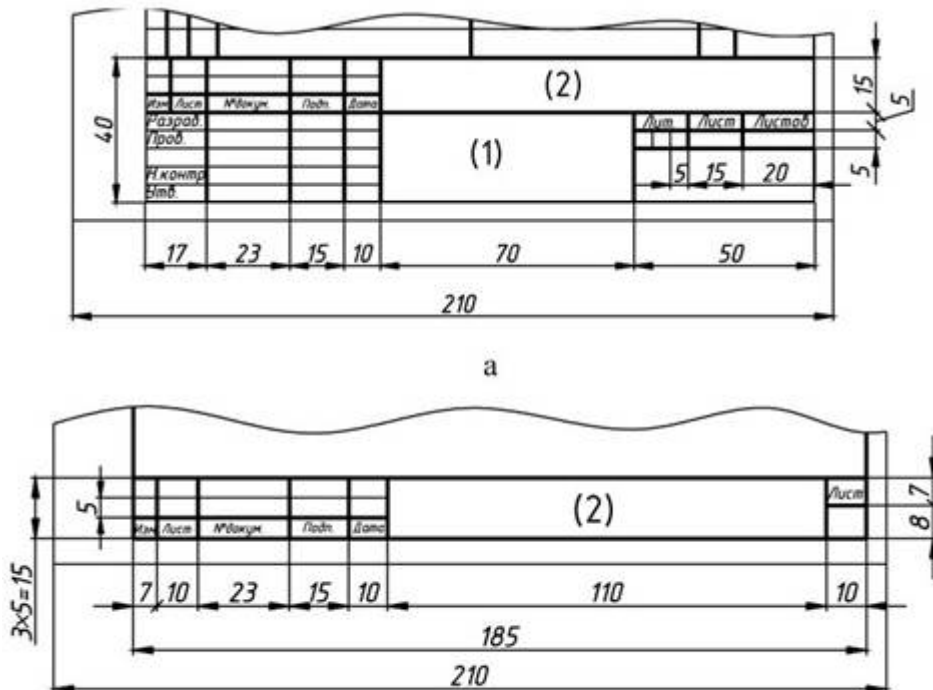 (2)
15
5
40
Изм Лист №докум. Подп. Дата
Лит. Лист Листов
Разраб.
Пров.
(1)
5 15 20
5
Н.контр
Утв.
17 23 15 10 70 50
210
а
5
(2)
Лист
7
8
Изм Лист №докум. Подп. Дата
3×5=15
7 10 23 15 10 110 10
185
210